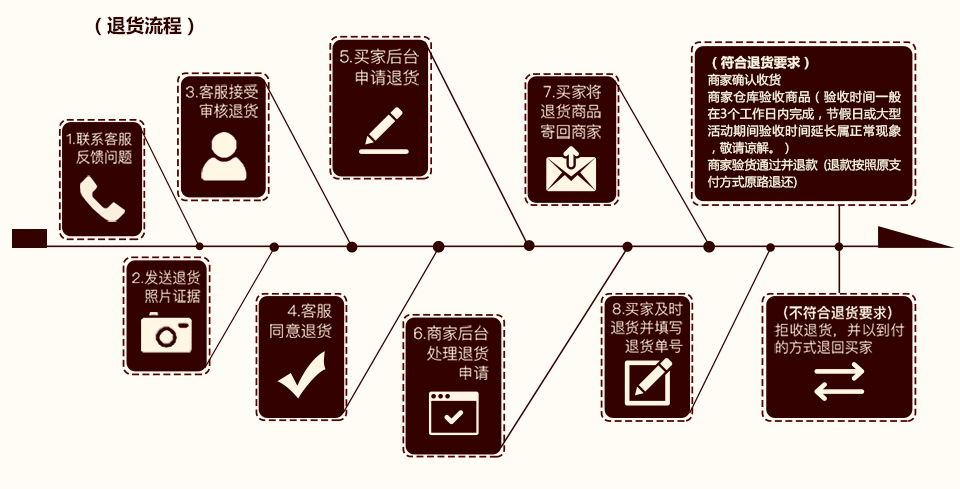 （退货流程）
1.联系客服
反馈问题
2.发送退货
照片证据
3.客服接受
审核退货
4.客服
同意退货
5.买家后台
申请退货
6.商家后台
处理退货
申请
7.买家将
退货商品
寄回商家
8.买家及时
退货并填写
退货单号
（符合退货要求）
商家确认收货
商家仓库验收商品（验收时间一般
在3个工作日内完成，节假日或大型
活动期间验收时间延长属正常现象
，敬请谅解。）
商家验货通过并退款 (退款按照原支
付方式原路退还)
（不符合退货要求）
拒收退货，并以到付
的方式退回买家